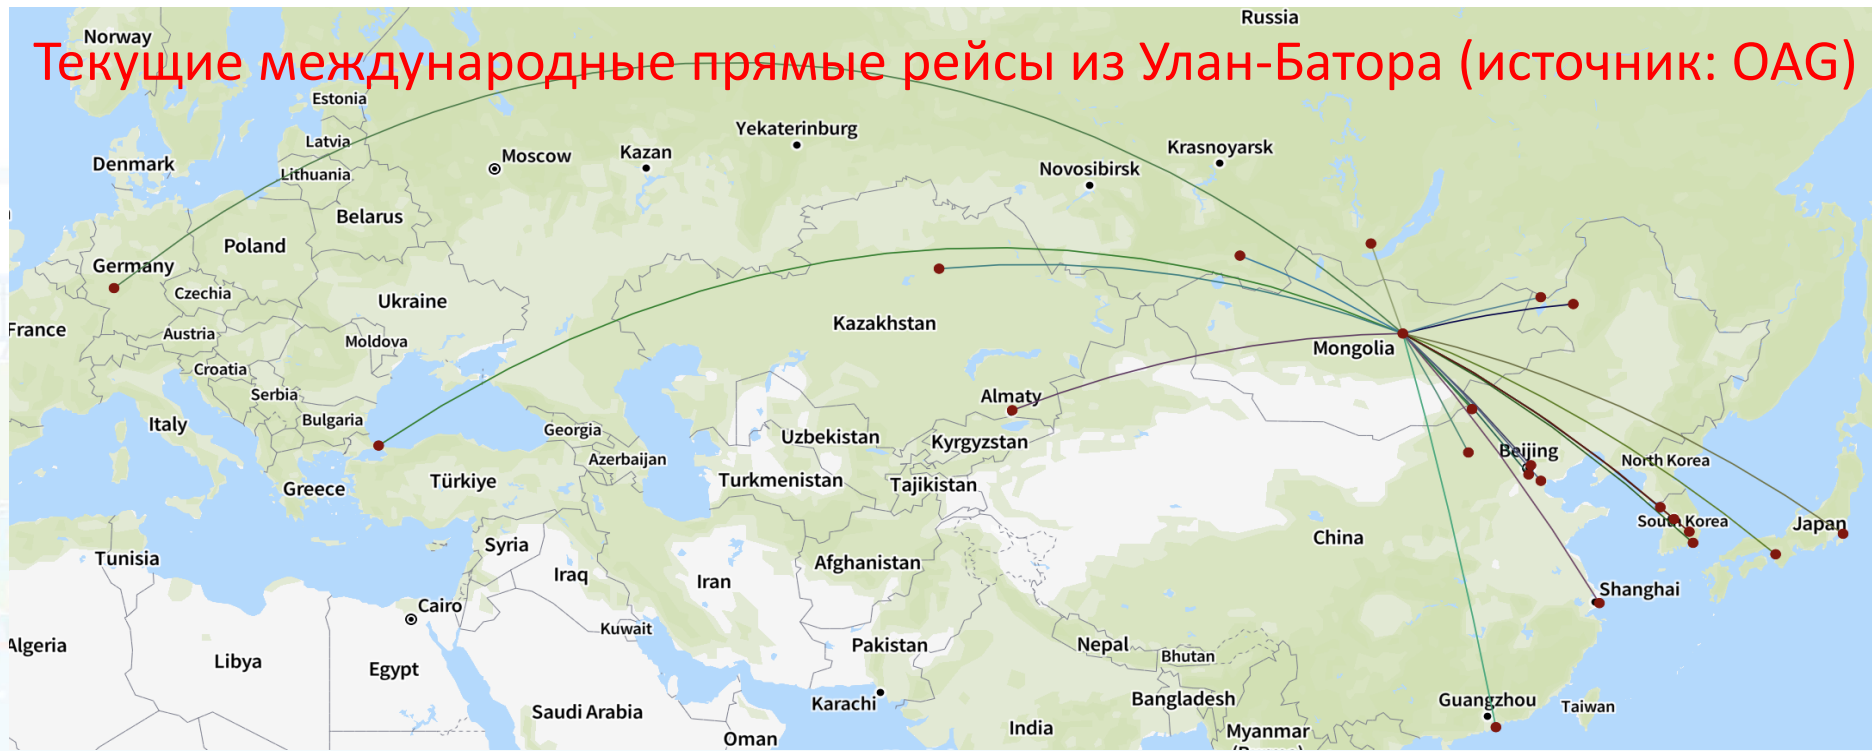 Russia
Norway
Текущие международные прямые рейсы из Улан-Батора (источник: OAG)
Estonia
Yekaterinburg
Latvia
Krasnoyarsk
Moscow
Kazan
Denmark
Novosibirsk
Lithuania
Belarus
Poland
Germany
Czechia
Ukraine
Kazakhstan
France
Austria
Moldova
Mongolia
Croatia
Serbia
Almaty
Bulgaria
Italy
Georgia
Uzbekistan
Kyrgyzstan
Beijing
Azerbaijan
North Korea
Türkiye
Turkmenistan
Tajikistan
Greece
South Korea
Japan
China
Syria
Tunisia
Afghanistan
Iraq
Iran
Shanghai
Cairo
Kuwait
Algeria
Pakistan
Nepal
Bhutan
Libya
Egypt
Karachi
Bangladesh
Guangzhou
Taiwan
Saudi Arabia
India
Myanmar
Oman